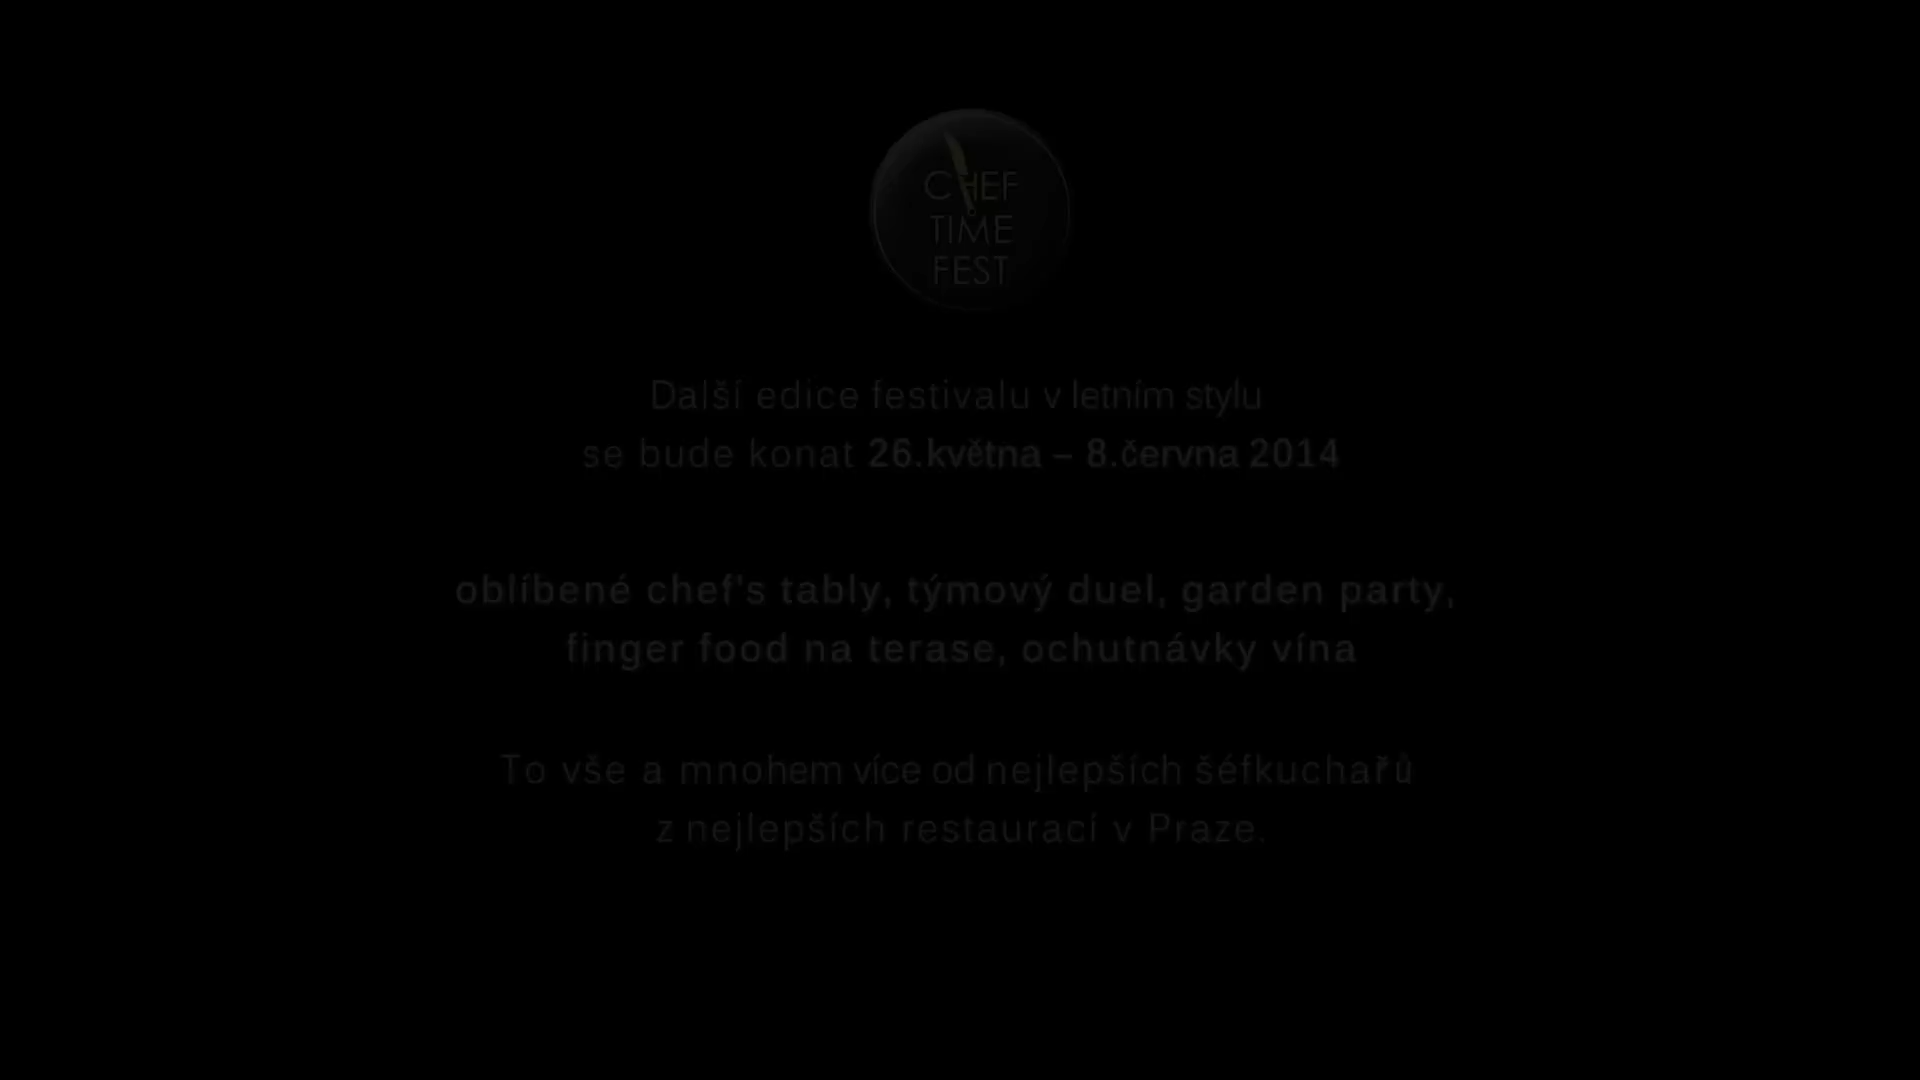 CHEF
TIME
FEST
Další edice festivalu v letním stylu
se bude konat 26.května – 8.června 2014
oblíbené chef's tably, týmový duel, garden party,
finger food na terase, ochutnávky vína
To vše a mnohem více od nejlepších šéfkuchařů
z nejlepších restaurací v Praze.